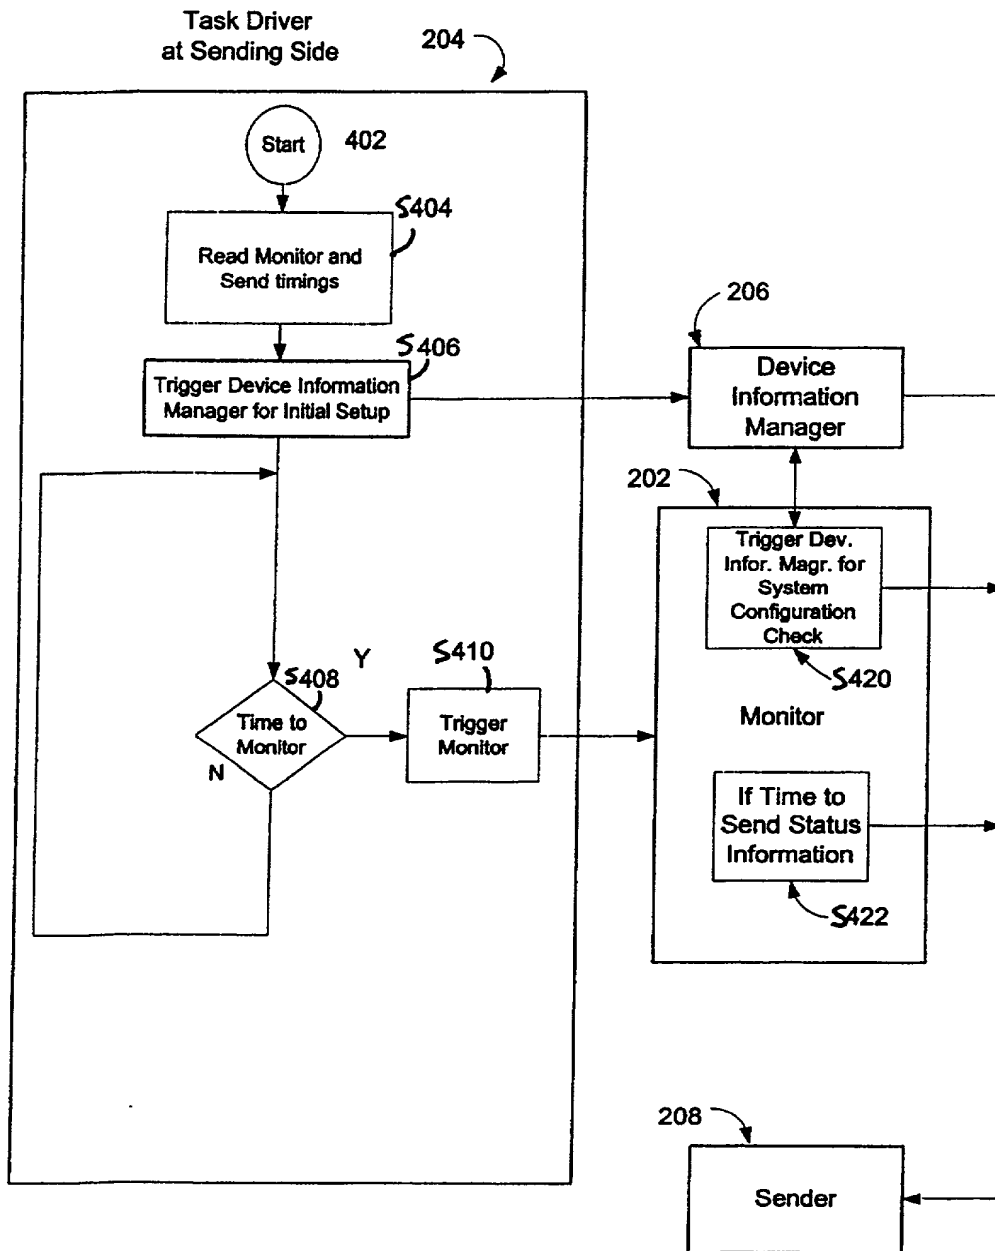 Task Driver
at Sending Side
204
Start
402
S404
Read Monitor and
Send timings
S406
Trigger Device Information
Manager for Initial Setup
206
Device
Information
Manager
202
Trigger Dev.
Infor. Magr. for
System
Configuration
Check
S420
Monitor
Y
S408
Time to
Monitor
N
S410
Trigger
Monitor
If Time to
Send Status
Information
S422
208
Sender